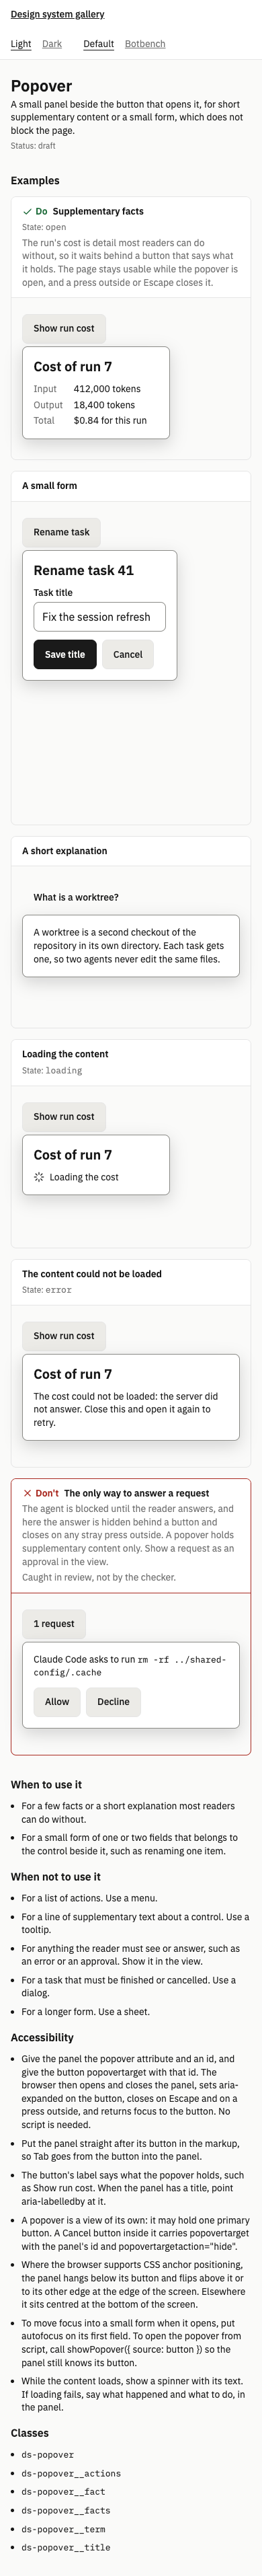 Design system gallery
Light Dark Default Botbench
Popover
A small panel beside the button that opens it, for short
supplementary content or a small form, which does not
block the page.
Status: draft
Examples
Do Supplementary facts
State: open
The run's cost is detail most readers can do
without, so it waits behind a button that says what
it holds. The page stays usable while the popover is
open, and a press outside or Escape closes it.
Show run cost
Cost of run 7
Input 412,000 tokens
Output 18,400 tokens
Total $0.84 for this run
A small form
Rename task
Rename task 41
Task title
Fix the session refresh
Save title Cancel
A short explanation
What is a worktree?
A worktree is a second checkout of the
repository in its own directory. Each task gets
one, so two agents never edit the same files.
Loading the content
State: loading
Show run cost
Cost of run 7
Loading the cost
The content could not be loaded
State: error
Show run cost
Cost of run 7
The cost could not be loaded: the server did
not answer. Close this and open it again to
retry.
Don't The only way to answer a request
The agent is blocked until the reader answers, and
here the answer is hidden behind a button and
closes on any stray press outside. A popover holds
supplementary content only. Show a request as an
approval in the view.
Caught in review, not by the checker.
1 request
Claude Code asks to run rm -rf ../shared-
config/.cache
Allow Decline
When to use it
• For a few facts or a short explanation most readers
can do without.
• For a small form of one or two fields that belongs to
the control beside it, such as renaming one item.
When not to use it
• For a list of actions. Use a menu.
• For a line of supplementary text about a control. Use a
tooltip.
• For anything the reader must see or answer, such as
an error or an approval. Show it in the view.
• For a task that must be finished or cancelled. Use a
dialog.
• For a longer form. Use a sheet.
Accessibility
• Give the panel the popover attribute and an id, and
give the button popovertarget with that id. The
browser then opens and closes the panel, sets aria-
expanded on the button, closes on Escape and on a
press outside, and returns focus to the button. No
script is needed.
• Put the panel straight after its button in the markup,
so Tab goes from the button into the panel.
• The button's label says what the popover holds, such
as Show run cost. When the panel has a title, point
aria-labelledby at it.
• A popover is a view of its own: it may hold one primary
button. A Cancel button inside it carries popovertarget
with the panel's id and popovertargetaction="hide".
• Where the browser supports CSS anchor positioning,
the panel hangs below its button and flips above it or
to its other edge at the edge of the screen. Elsewhere
it sits centred at the bottom of the screen.
• To move focus into a small form when it opens, put
autofocus on its first field. To open the popover from
script, call showPopover({ source: button }) so the
panel still knows its button.
• While the content loads, show a spinner with its text.
If loading fails, say what happened and what to do, in
the panel.
Classes
• ds-popover
• ds-popover__actions
• ds-popover__fact
• ds-popover__facts
• ds-popover__term
• ds-popover__title